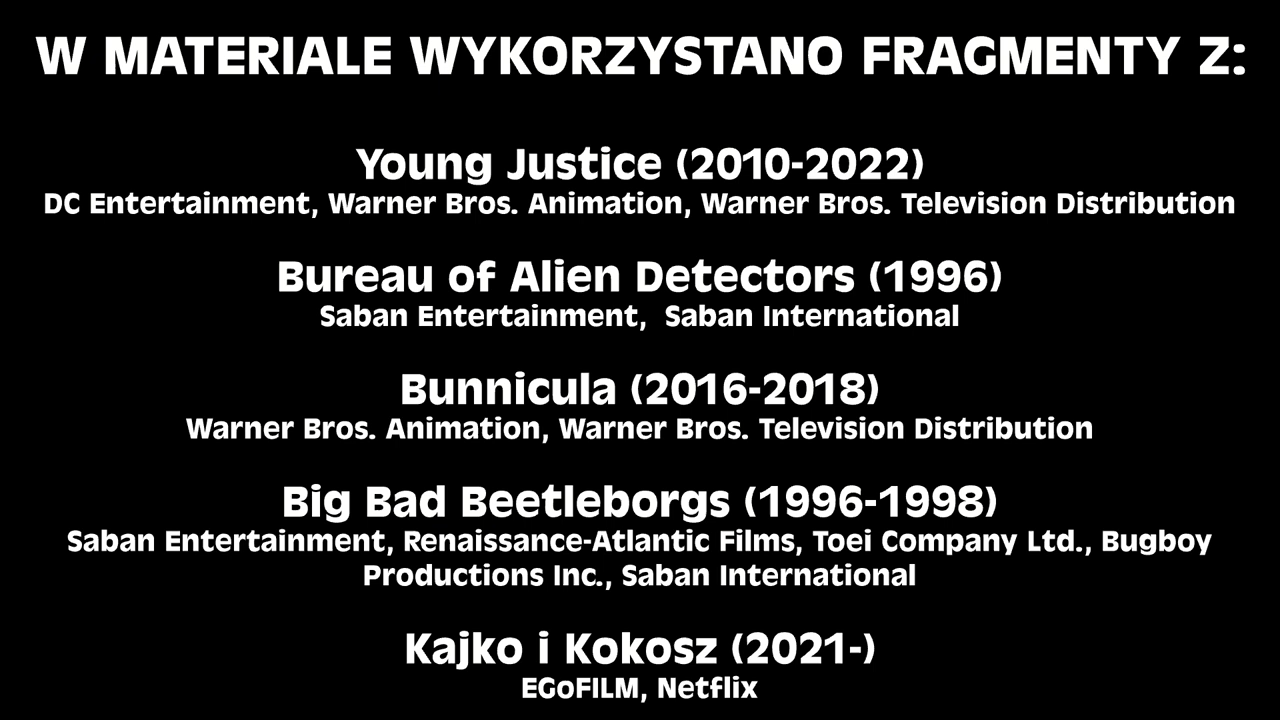 W MATERIALE WYKORZYSTANO FRAGMENTY Z:
Young Justice (2010-2022)
DC Entertainment, Warner Bros. Animation, Warner Bros. Television Distribution
Bureau of Alien Detectors (1996)
Saban Entertainment, Saban International
Bunnicula (2016-2018)
Warner Bros. Animation, Warner Bros. Television Distribution
Big Bad Beetleborgs (1996-1998)
Saban Entertainment, Renaissance-Atlantic Films, Toei Company Ltd., Bugboy
Productions Inc., Saban International
Kajko i Kokosz (2021-)
EGoFILM, Netflix